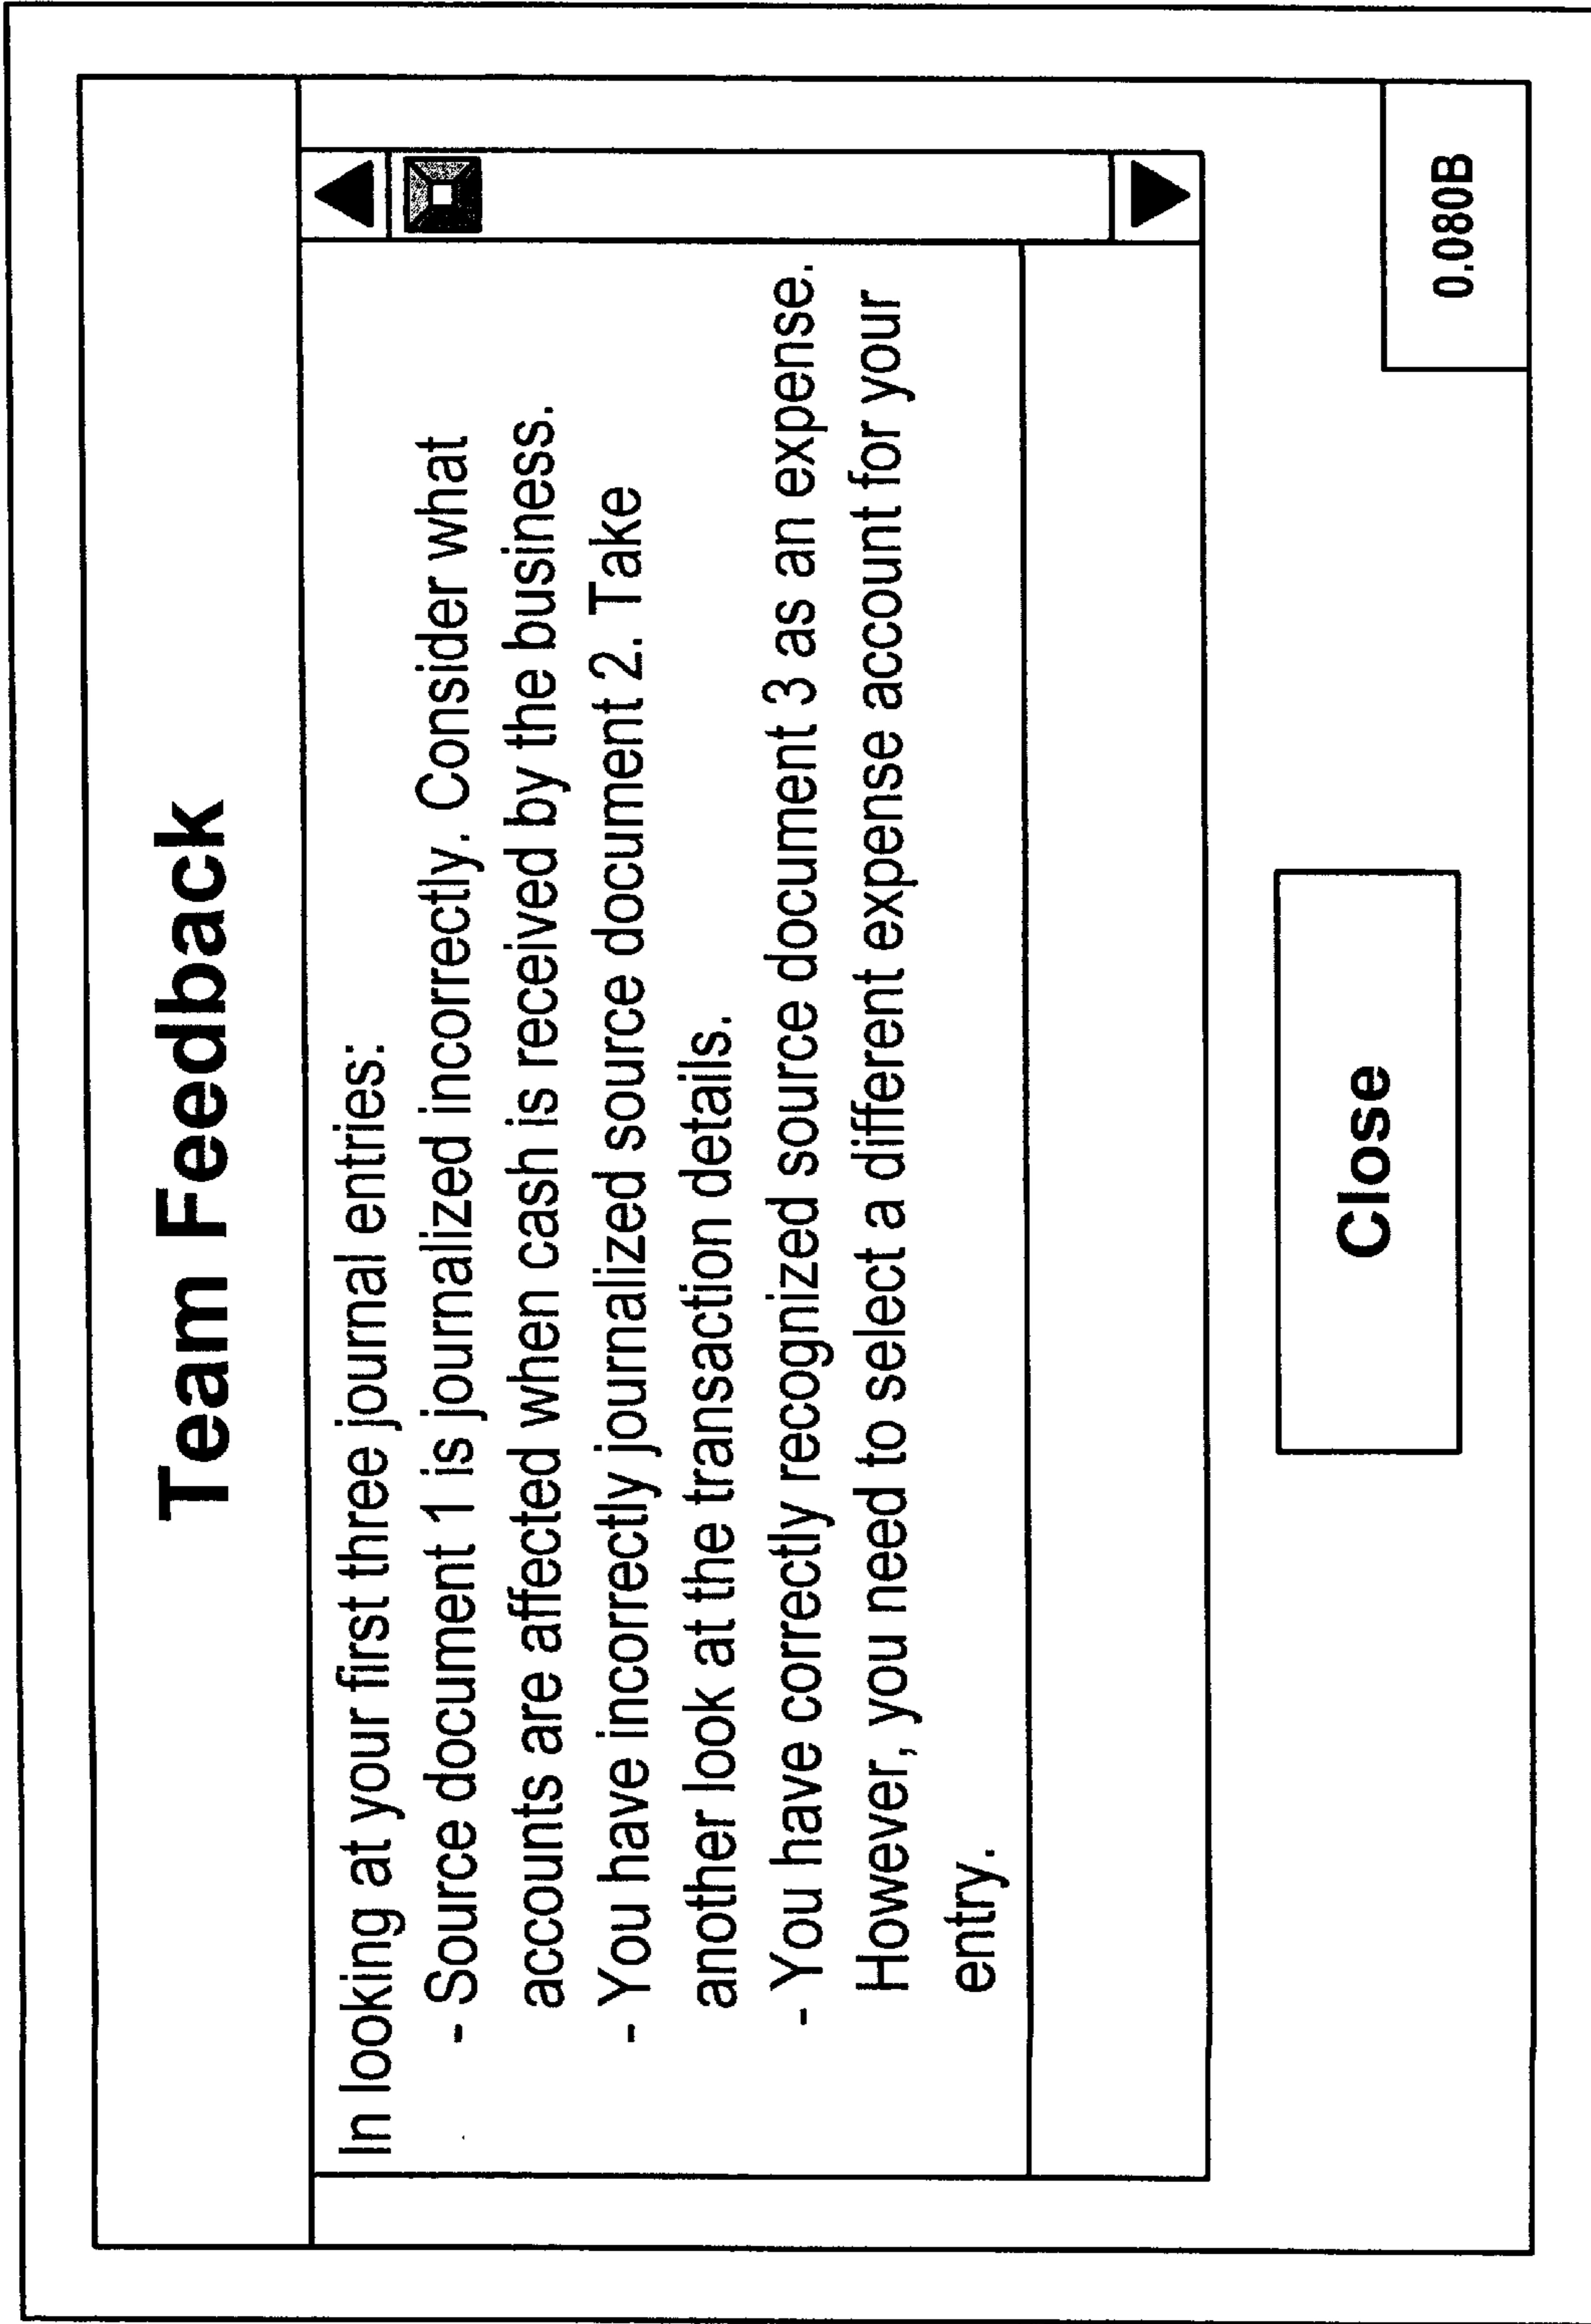 Team Feedback
In looking at your first three journal entries:
- Source document 1 is journalized incorrectly. Consider what
accounts are affected when cash is received by the business.
- You have incorrectly journalized source document 2. Take
another look at the transaction details.
- You have correctly recognized source document 3 as an expense.
However, you need to select a different expense account for your
entry.
Close
0.080B